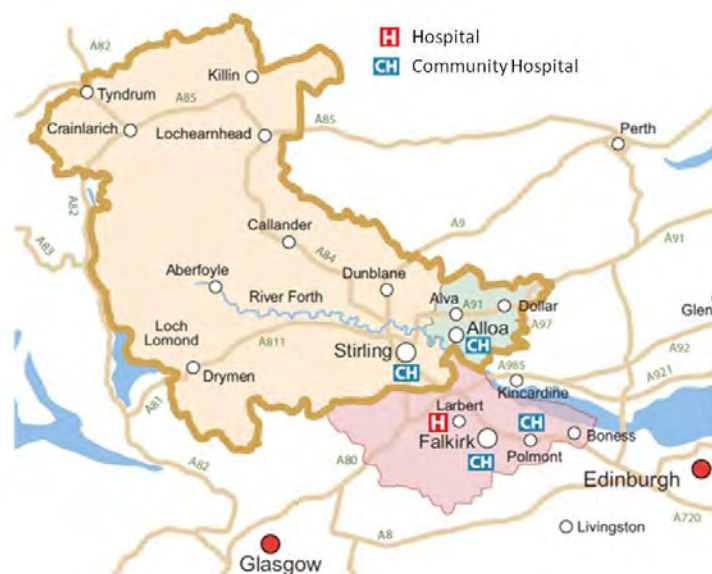 H Hospital
CH Community Hospital
A82
Killin
Tyndrum
A85
Crainlarich
Lochearnhead
A85
Perth
A82
A83
Callander
A9
A84
A91
Aberfoyle
Dunblane
River Forth
Alva
A91
Dollar
Alloa
A97
CH
Loch
Lomond
A811
Stirling
CH
A92
A985
A921
Drymen
Kincardine
A81
Larbert
H
CH
Falkirk
Boness
Polmont
CH
A80
A82
Edinburgh
A720
A8
Livingston
Glasgow
Glen